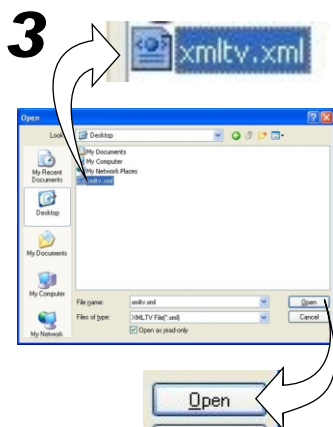 3
xmltv.xml
Open
Look
Desktop
My Documents
My Computer
My Network Places
xmltv.xml
My Recent
Documents
Desktop
My Documents
My Computer
My Network
File name:
xmltv.xml
Open
Files of type:
XMLTV File(*.xml)
Cancel
Open as read-only
Open